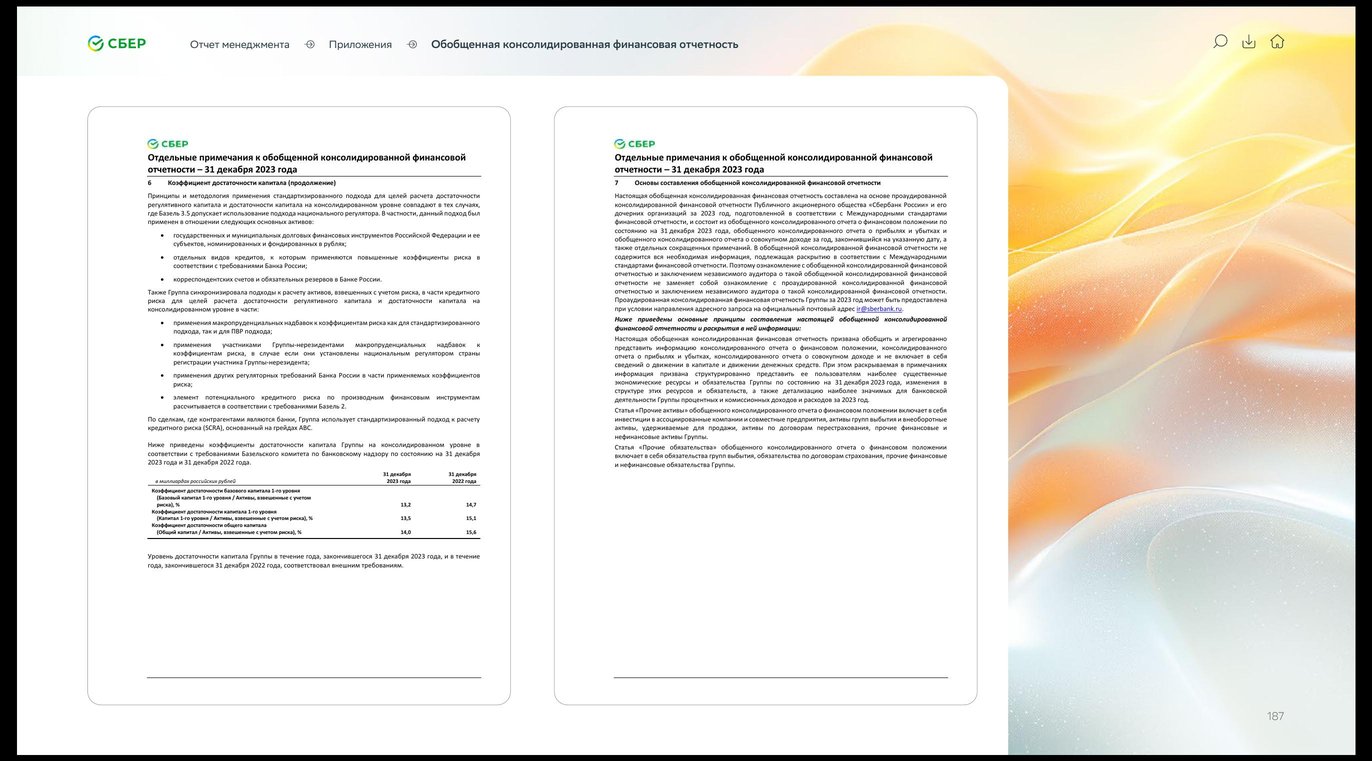 СБЕР
Отчет менеджмента
Приложения
Обобщенная консолидированная финансовая отчетность
СБЕР
Отдельные примечания к обобщенной консолидированной финансовой
отчетности – 31 декабря 2023 года
6 Коэффициент достаточности капитала (продолжение)
Принципы и методология применения стандартизированного подхода для целей расчета достаточности
регулятивного капитала и достаточности капитала на консолидированном уровне совпадают в тех случаях,
где Базель 3.5 допускает использование подхода национального регулятора. В частности, данный подход был
применен в отношении следующих основных активов:
• государственных и муниципальных долговых финансовых инструментов Российской Федерации и ее
субъектов, номинированных и фондированных в рублях;
• отдельных видов кредитов, к которым применяются повышенные коэффициенты риска в
соответствии с требованиями Банка России;
• корреспондентских счетов и обязательных резервов в Банке России.
Также Группа синхронизировала подходы к расчету активов, взвешенных с учетом риска, в части кредитного
риска для целей расчета достаточности регулятивного капитала и достаточности капитала на
консолидированном уровне в части:
• применения макропруденциальных надбавок к коэффициентам риска как для стандартизированного
подхода, так и для ПВР подхода;
• применения участниками Группы-нерезидентами макропруденциальных надбавок к
коэффициентам риска, в случае если они установлены национальным регулятором страны
регистрации участника Группы-нерезидента;
• применения других регуляторных требований Банка России в части применяемых коэффициентов
риска;
• элемент потенциального кредитного риска по производным финансовым инструментам
рассчитывается в соответствии с требованиями Базель 2.
По сделкам, где контрагентами являются банки, Группа использует стандартизированный подход к расчету
кредитного риска (SCRA), основанный на грейдах ABC.
Ниже приведены коэффициенты достаточности капитала Группы на консолидированном уровне в
соответствии с требованиями Базельского комитета по банковскому надзору по состоянию на 31 декабря
2023 года и 31 декабря 2022 года.
31 декабря 31 декабря
в миллиардах российских рублей 2023 года 2022 года
Коэффициент достаточности базового капитала 1-го уровня
(Базовый капитал 1-го уровня / Активы, взвешенные с учетом
риска), % 13,2 14,7
Коэффициент достаточности капитала 1-го уровня
(Капитал 1-го уровня / Активы, взвешенные с учетом риска), % 13,5 15,1
Коэффициент достаточности общего капитала
(Общий капитал / Активы, взвешенные с учетом риска), % 14,0 15,6
Уровень достаточности капитала Группы в течение года, закончившегося 31 декабря 2023 года, и в течение
года, закончившегося 31 декабря 2022 года, соответствовал внешним требованиям.
СБЕР
Отдельные примечания к обобщенной консолидированной финансовой
отчетности – 31 декабря 2023 года
7 Основы составления обобщенной консолидированной финансовой отчетности
Настоящая обобщенная консолидированная финансовая отчетность составлена на основе проаудированной
консолидированной финансовой отчетности Публичного акционерного общества «Сбербанк России» и его
дочерних организаций за 2023 год, подготовленной в соответствии с Международными стандартами
финансовой отчетности, и состоит из обобщенного консолидированного отчета о финансовом положении по
состоянию на 31 декабря 2023 года, обобщенного консолидированного отчета о прибылях и убытках и
обобщенного консолидированного отчета о совокупном доходе за год, закончившийся на указанную дату, а
также отдельных сокращенных примечаний. В обобщенной консолидированной финансовой отчетности не
содержится вся необходимая информация, подлежащая раскрытию в соответствии с Международными
стандартами финансовой отчетности. Поэтому ознакомление с обобщенной консолидированной финансовой
отчетностью и заключением независимого аудитора о такой обобщенной консолидированной финансовой
отчетности не заменяет собой ознакомление с проаудированной консолидированной финансовой
отчетностью и заключением независимого аудитора о такой консолидированной финансовой отчетности.
Проаудированная консолидированная финансовая отчетность Группы за 2023 год может быть предоставлена
при условии направления адресного запроса на официальный почтовый адрес ir@sberbank.ru.
Ниже приведены основные принципы составления настоящей обобщенной консолидированной
финансовой отчетности и раскрытия в ней информации:
Настоящая обобщенная консолидированная финансовая отчетность призвана обобщить и агрегированно
представить информацию консолидированного отчета о финансовом положении, консолидированного
отчета о прибылях и убытках, консолидированного отчета о совокупном доходе и не включает в себя
сведений о движении в капитале и движении денежных средств. При этом раскрываемая в примечаниях
информация призвана структурированно представить ее пользователям наиболее существенные
экономические ресурсы и обязательства Группы по состоянию на 31 декабря 2023 года, изменения в
структуре этих ресурсов и обязательств, а также детализацию наиболее значимых для банковской
деятельности Группы процентных и комиссионных доходов и расходов за 2023 год.
Статья «Прочие активы» обобщенного консолидированного отчета о финансовом положении включает в себя
инвестиции в ассоциированные компании и совместные предприятия, активы групп выбытия и внеоборотные
активы, удерживаемые для продажи, активы по договорам перестрахования, прочие финансовые и
нефинансовые активы Группы.
Статья «Прочие обязательства» обобщенного консолидированного отчета о финансовом положении
включает в себя обязательства групп выбытия, обязательства по договорам страхования, прочие финансовые
и нефинансовые обязательства Группы.
187